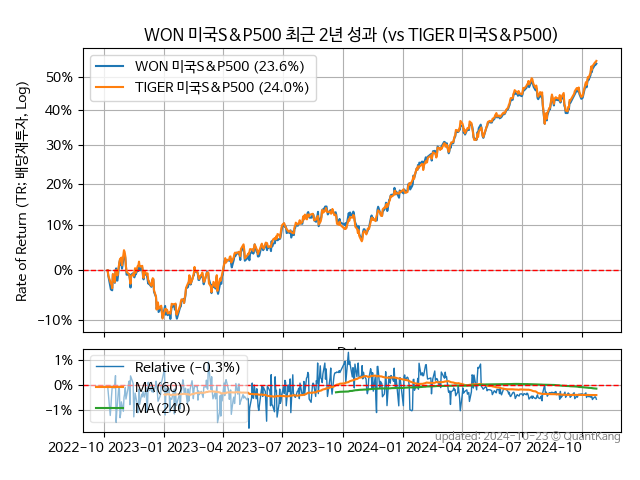 WON 미국S&P500 최근 2년 성과 (vs TIGER 미국S&P500)
WON 미국S&P500 (23.6%)
TIGER 미국S&P500 (24.0%)
Rate of Return (TR: 배당재투자, Log)
50%
40%
30%
20%
10%
0%
−10%
Relative (−0.3%)
MA(60)
MA(240)
1%
0%
−1%
2022-10 2023-01 2023-04 2023-07 2023-10 2024-01 2024-04 2024-07 2024-10
updated: 2024-10-23 © QuantKang